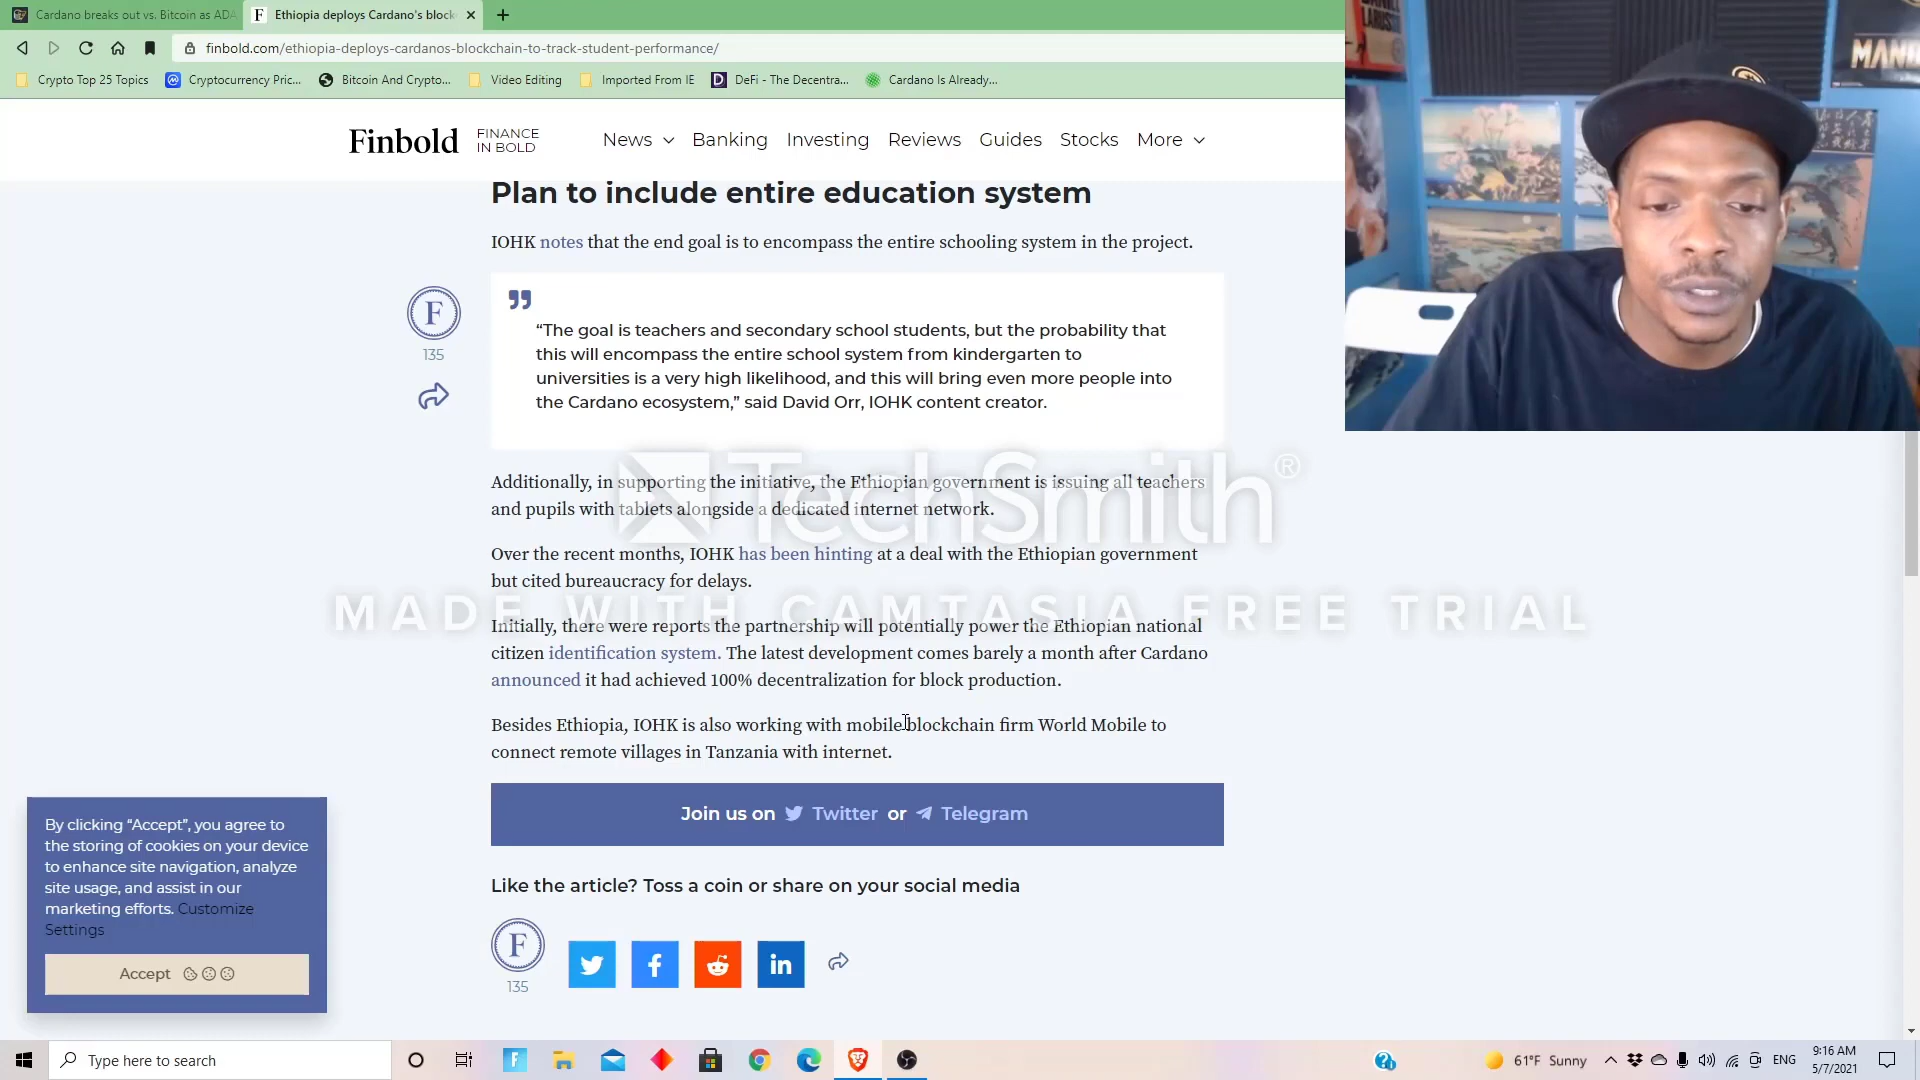 Cardano breaks out vs. Bitcoin as ADA
F Ethiopia deploys Cardano's block
finbold.com/ethiopia-deploys-cardanos-blockchain-to-track-student-performance/
Crypto Top 25 Topics Cryptocurrency Pric... Bitcoin And Crypto... Video Editing Imported From IE DeFi - The Decentra... Cardano Is Already...
Finbold FINANCE IN BOLD News Banking Investing Reviews Guides Stocks More
Plan to include entire education system
IOHK notes that the end goal is to encompass the entire schooling system in the project.
F
135
“The goal is teachers and secondary school students, but the probability that
this will encompass the entire school system from kindergarten to
universities is a very high likelihood, and this will bring even more people into
the Cardano ecosystem,” said David Orr, IOHK content creator.
TechSmith®
Additionally, in supporting the initiative, the Ethiopian government is issuing all teachers
and pupils with tablets alongside a dedicated internet network.
Over the recent months, IOHK has been hinting at a deal with the Ethiopian government
but cited bureaucracy for delays.
MADE WITH CAMTASIA FREE TRIAL
Initially, there were reports the partnership will potentially power the Ethiopian national
citizen identification system. The latest development comes barely a month after Cardano
announced it had achieved 100% decentralization for block production.
Besides Ethiopia, IOHK is also working with mobile blockchain firm World Mobile to
connect remote villages in Tanzania with internet.
Join us on Twitter or Telegram
Like the article? Toss a coin or share on your social media
F
135
By clicking “Accept”, you agree to
the storing of cookies on your device
to enhance site navigation, analyze
site usage, and assist in our
marketing efforts. Customize
Settings
Accept
Type here to search
61°F Sunny
ENG
9:16 AM
5/7/2021